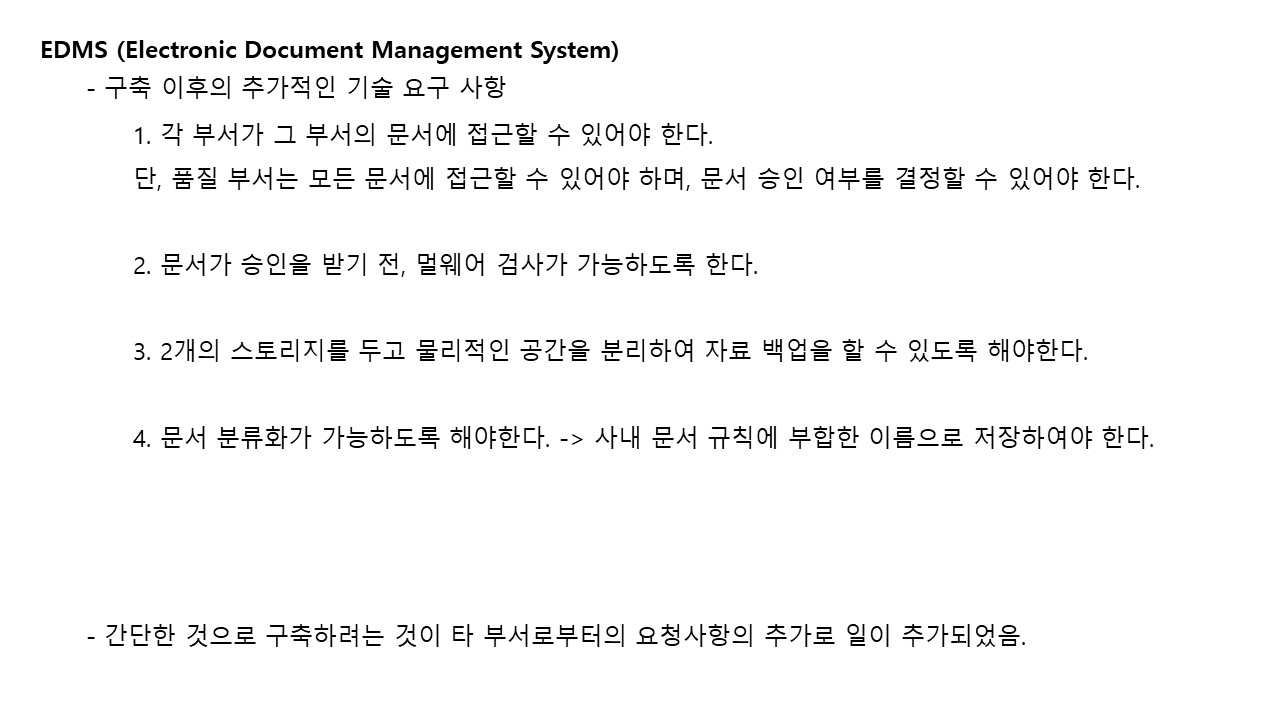 EDMS (Electronic Document Management System)
- 구축 이후의 추가적인 기술 요구 사항
1. 각 부서가 그 부서의 문서에 접근할 수 있어야 한다.
단, 품질 부서는 모든 문서에 접근할 수 있어야 하며, 문서 승인 여부를 결정할 수 있어야 한다.
2. 문서가 승인을 받기 전, 멀웨어 검사가 가능하도록 한다.
3. 2개의 스토리지를 두고 물리적인 공간을 분리하여 자료 백업을 할 수 있도록 해야한다.
4. 문서 분류화가 가능하도록 해야한다. -> 사내 문서 규칙에 부합한 이름으로 저장하여야 한다.
- 간단한 것으로 구축하려는 것이 타 부서로부터의 요청사항의 추가로 일이 추가되었음.